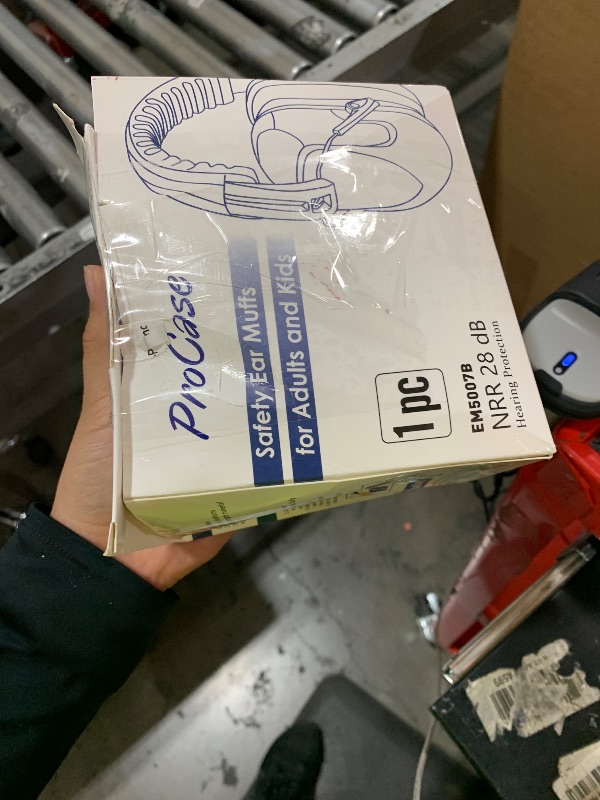 ProCase
Safety Ear Muffs
for Adults and Kids
1 pc
EM5007B
NRR 28 dB
Hearing Protection